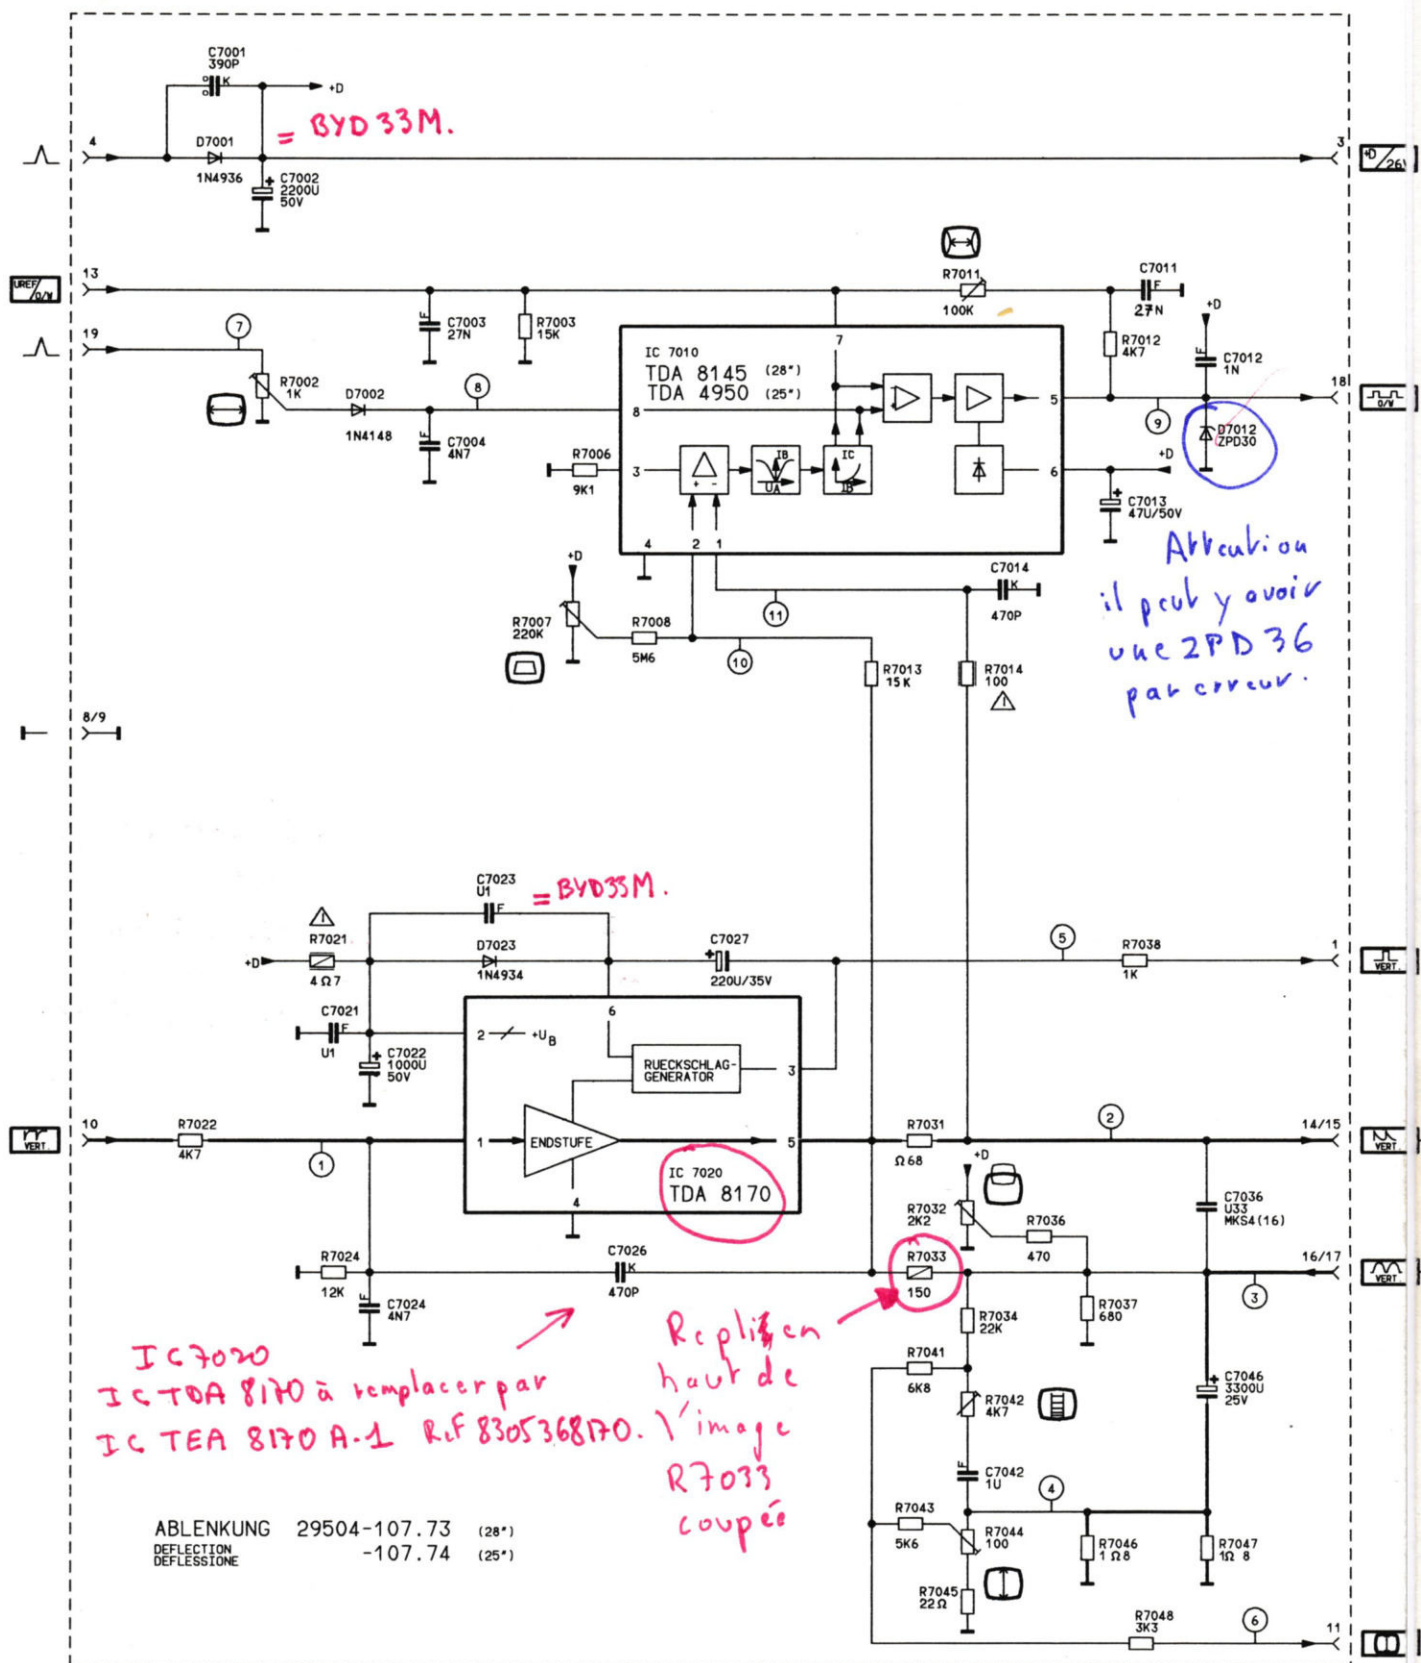 C7001
390P
K
+D
= BYD 33M.
4
D7001
1N4936
+ C7002
2200U
50V
3
+D/26V
UREF/O/W
13
19
7
R7002
1K
D7002
1N4148
8
F
C7003
27N
R7003
15K
F
C7004
4N7
R7011
100K
C7011
F
27N
+D
R7012
4K7
F
C7012
1N
18
O/W
9
D7012
ZPD30
+D
+
C7013
47U/50V
IC 7010
TDA 8145 (28")
TDA 4950 (25")
7
8
5
3
6
IB
UA
IC
IB
+ -
4
2
1
R7006
9K1
+D
R7007
220K
R7008
5M6
10
11
C7014
K
470P
R7013
15K
R7014
100
Attention
il peut y avoir
une ZPD 36
par erreur.
8/9
C7023
U1
F
= BYD33M.
R7021
+D
4Ω7
D7023
1N4934
+
C7027
220U/35V
5
R7038
1K
1
VERT.
C7021
F
U1
+ C7022
1000U
50V
6
2
+UB
RUECKSCHLAG-
GENERATOR
3
VERT.
10
R7022
4K7
1
1
ENDSTUFE
5
IC 7020
TDA 8170
4
R7031
Ω68
2
14/15
VERT.
+D
R7032
2K2
R7036
470
C7036
U33
MKS4(16)
R7024
12K
F
C7024
4N7
C7026
K
470P
R7033
150
16/17
VERT.
3
R7037
680
R7034
22K
R7041
6K8
R7042
4K7
+
C7046
3300U
25V
F
C7042
1U
4
R7043
5K6
R7044
100
R7045
22Ω
R7046
1Ω8
R7047
1Ω 8
R7048
3K3
6
11
IC7020
IC TDA 8170 à remplacer par
IC TEA 8170 A.1 Ref 8305368170.
Repli en
haut de
l'image
R7033
coupée
ABLENKUNG 29504-107.73 (28")
DEFLECTION -107.74 (25")
DEFLESSIONE